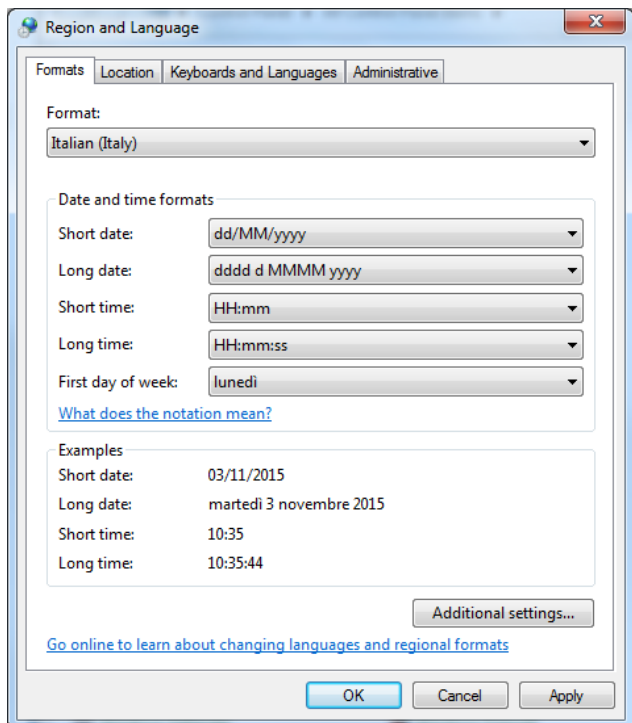 Region and Language
Formats Location Keyboards and Languages Administrative
Format:
Italian (Italy)
Date and time formats
Short date: dd/MM/yyyy
Long date: dddd d MMMM yyyy
Short time: HH:mm
Long time: HH:mm:ss
First day of week: lunedì
What does the notation mean?
Examples
Short date: 03/11/2015
Long date: martedì 3 novembre 2015
Short time: 10:35
Long time: 10:35:44
Additional settings...
Go online to learn about changing languages and regional formats
OK Cancel Apply